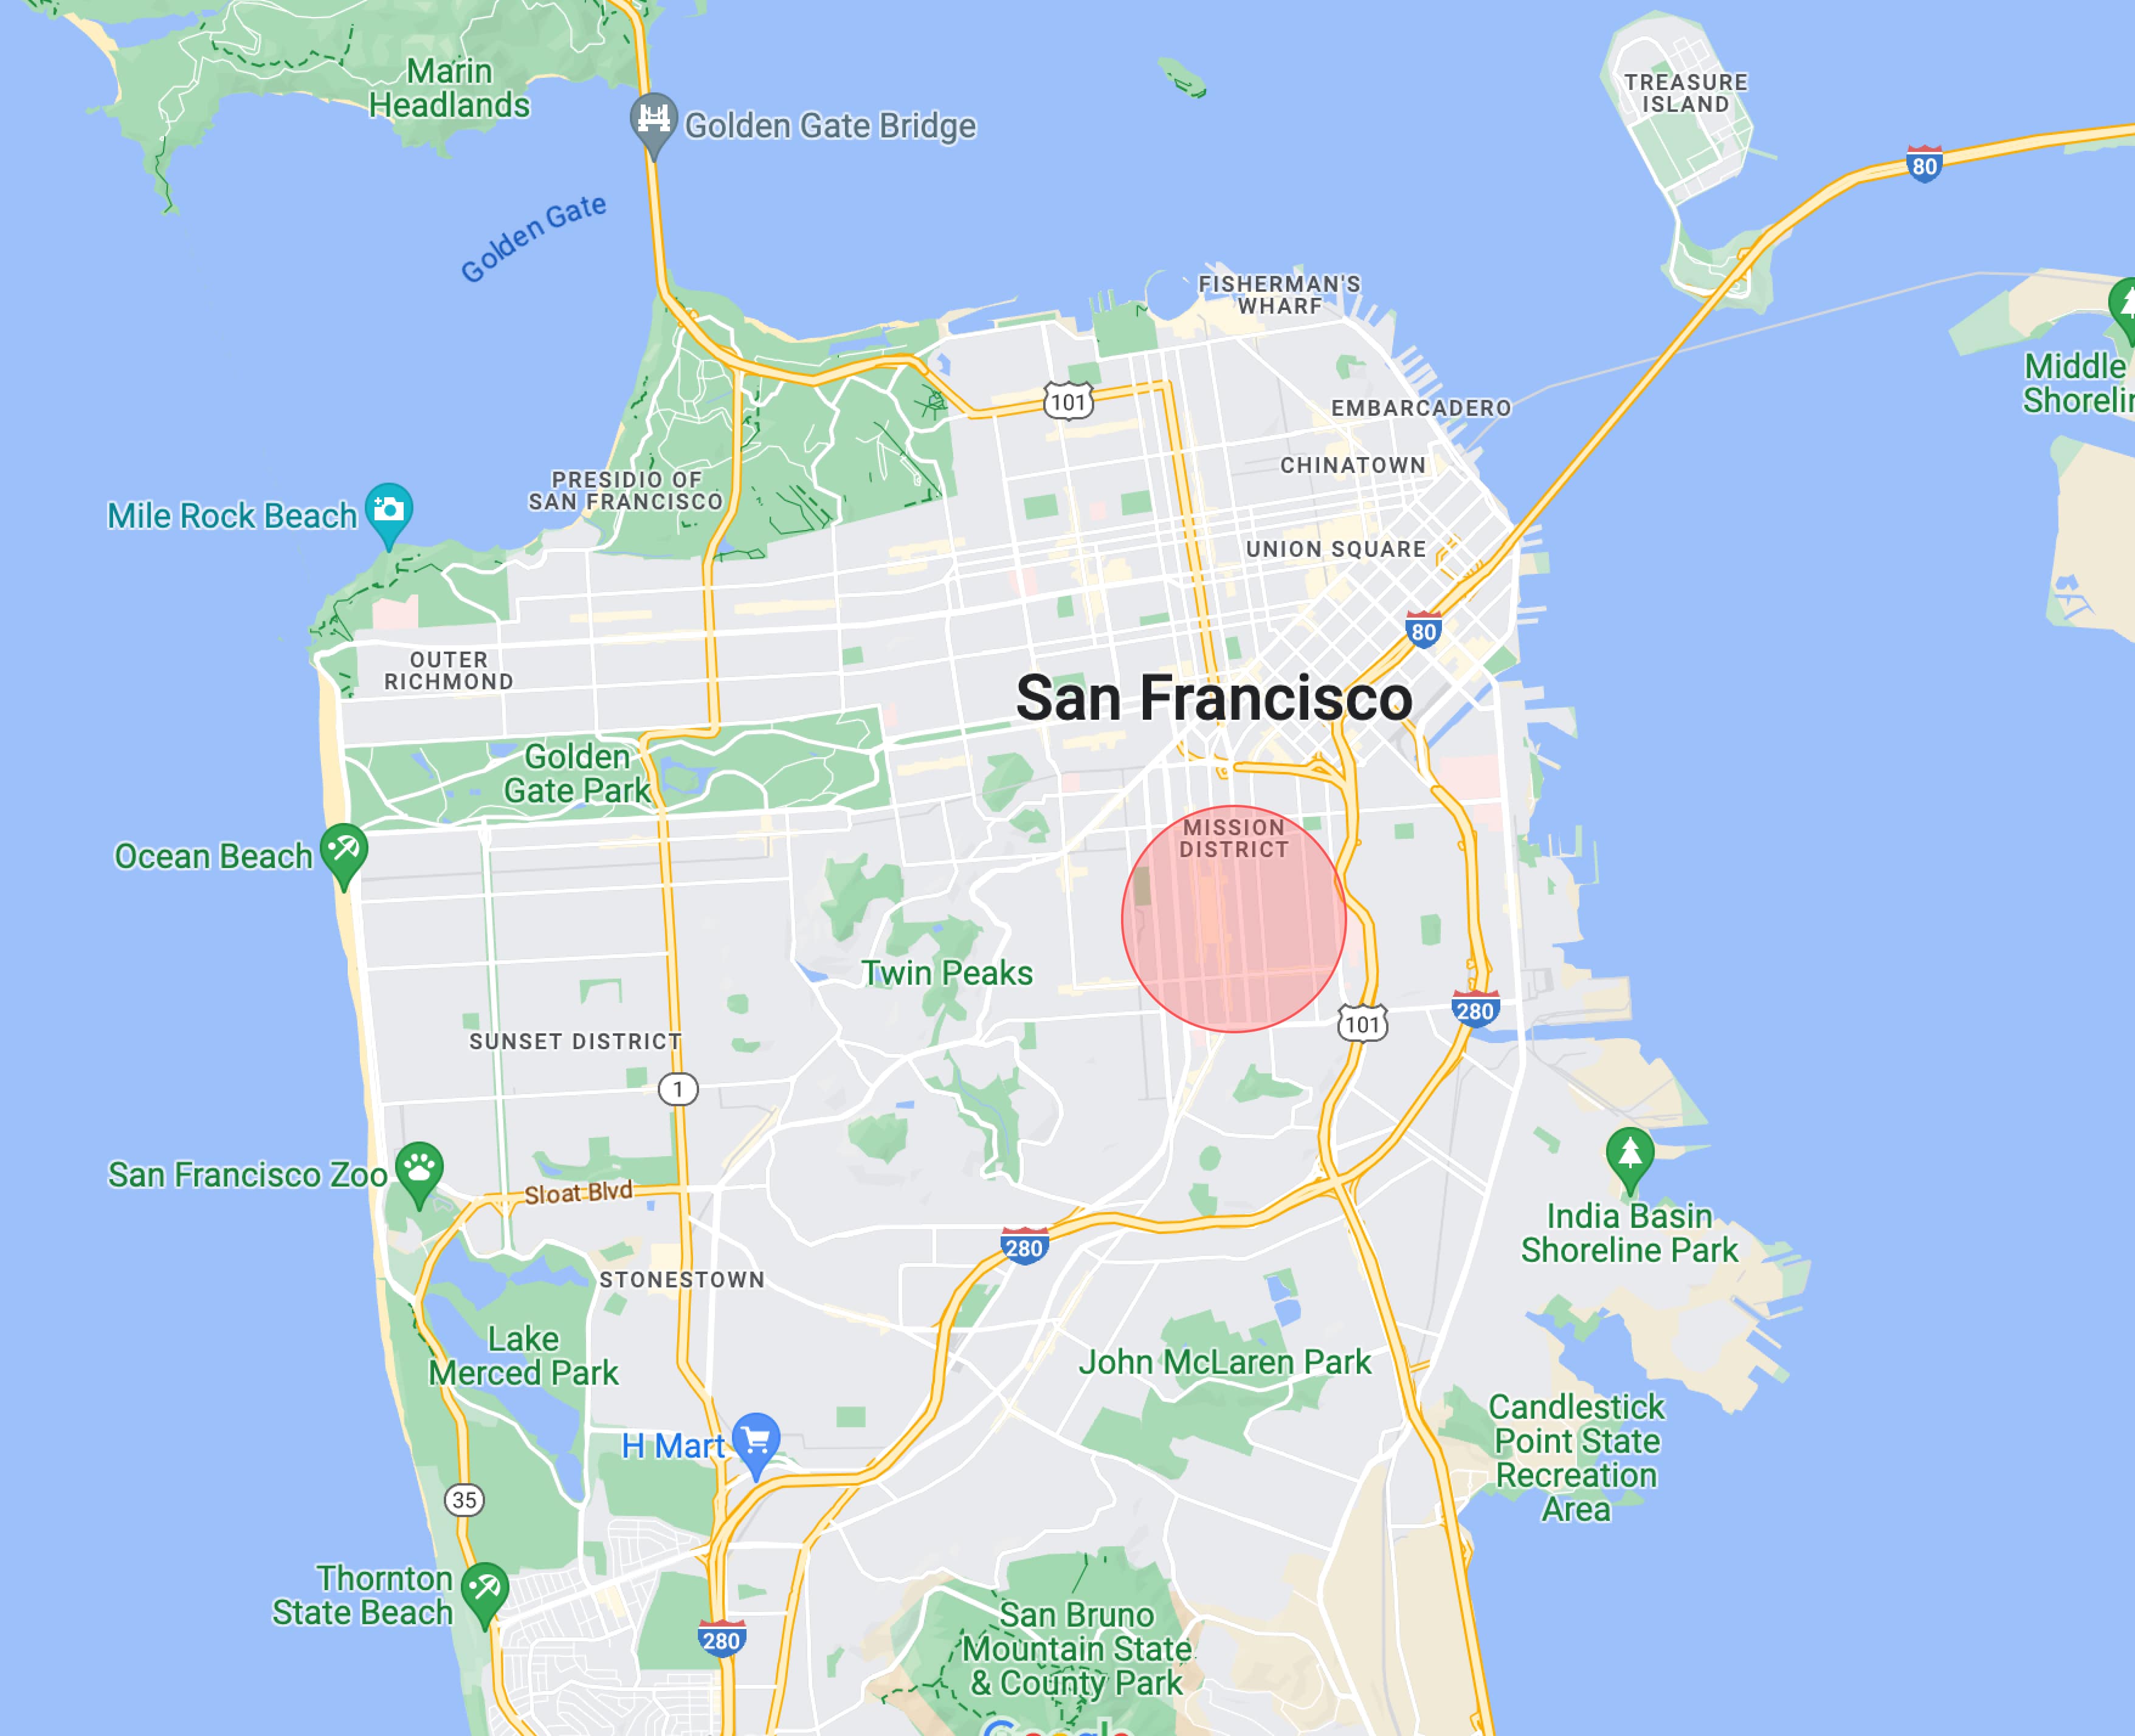 Marin
Headlands
Golden Gate Bridge
TREASURE
ISLAND
80
Golden Gate
FISHERMAN'S
WHARF
Middle
Shorelin
101
EMBARCADERO
CHINATOWN
PRESIDIO OF
SAN FRANCISCO
Mile Rock Beach
UNION SQUARE
80
OUTER
RICHMOND
San Francisco
Golden
Gate Park
MISSION
DISTRICT
Ocean Beach
Twin Peaks
280
101
SUNSET DISTRICT
1
San Francisco Zoo
Sloat Blvd
India Basin
Shoreline Park
280
STONESTOWN
Lake
Merced Park
John McLaren Park
Candlestick
Point State
Recreation
Area
H Mart
35
Thornton
State Beach
San Bruno
Mountain State
& County Park
280
Google